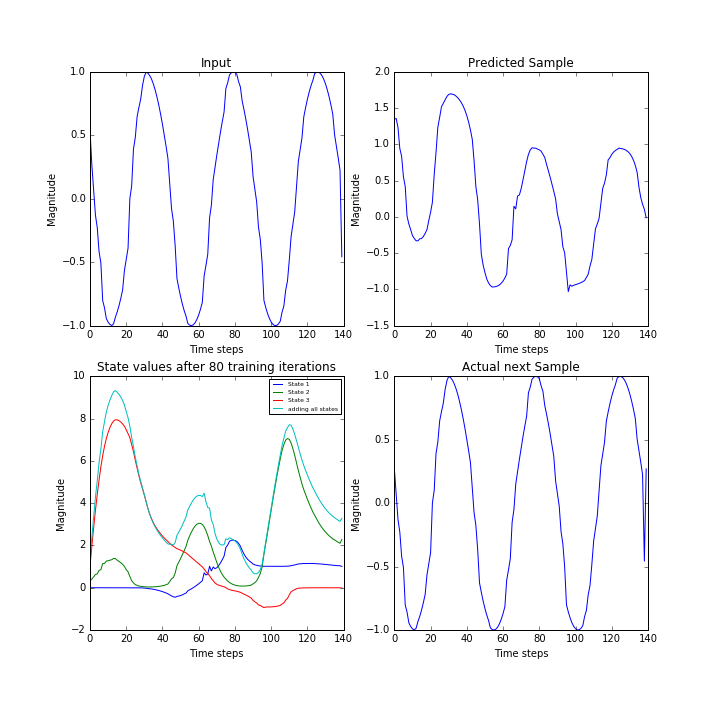 Input
Magnitude
1.0
0.5
0.0
−0.5
−1.0
0 20 40 60 80 100 120 140
Time steps
Predicted Sample
Magnitude
2.0
1.5
1.0
0.5
0.0
−0.5
−1.0
−1.5
0 20 40 60 80 100 120 140
Time steps
State values after 80 training iterations
Magnitude
10
8
6
4
2
0
−2
State 1
State 2
State 3
adding all states
0 20 40 60 80 100 120 140
Time steps
Actual next Sample
Magnitude
1.0
0.5
0.0
−0.5
−1.0
0 20 40 60 80 100 120 140
Time steps